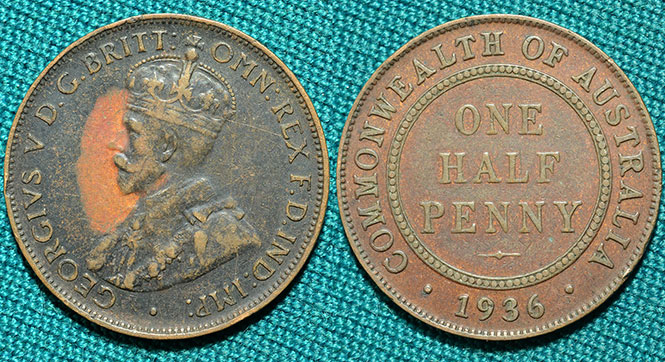 GEORGIVS V D.G.BRITT: OMN: REX F.D.IND:IMP:
COMMONWEALTH OF AUSTRALIA
ONE
HALF
PENNY
· 1936 ·